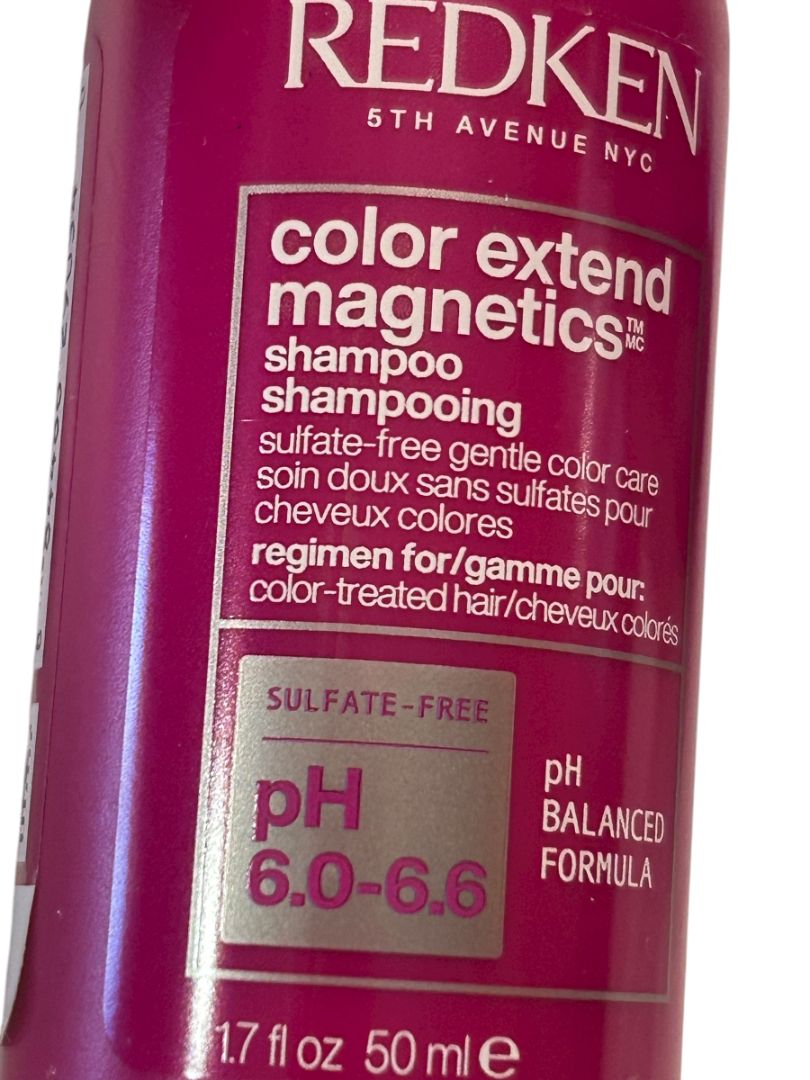 REDKEN
5TH AVENUE NYC
color extend
magnetics™ MC
shampoo
shampooing
sulfate-free gentle color care
soin doux sans sulfates pour
cheveux colores
regimen for/gamme pour:
color-treated hair/cheveux colorés
SULFATE-FREE
pH
6.0-6.6
pH
BALANCED
FORMULA
1.7 fl oz 50 ml e